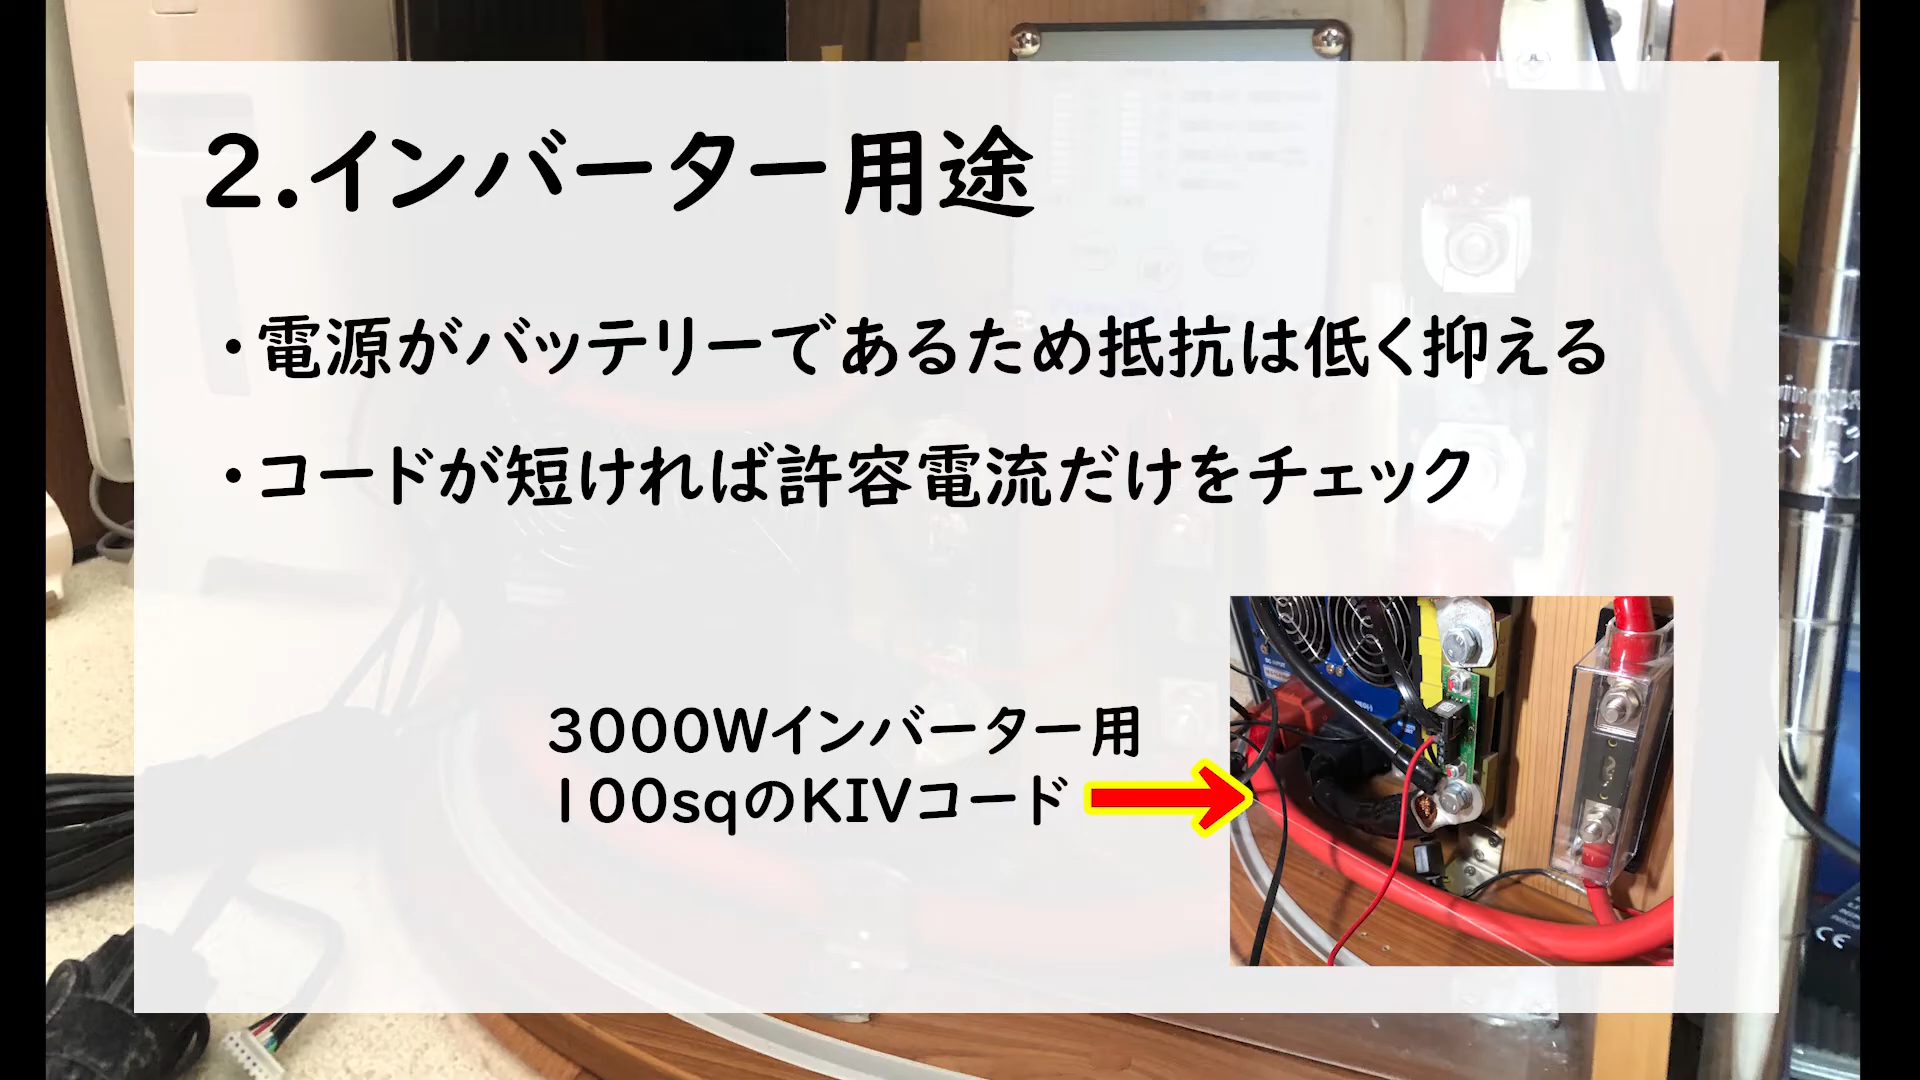 2.インバーター用途
・電源がバッテリーであるため抵抗は低く抑える
・コードが短ければ許容電流だけをチェック
3000Wインバーター用
100sqのKIVコード